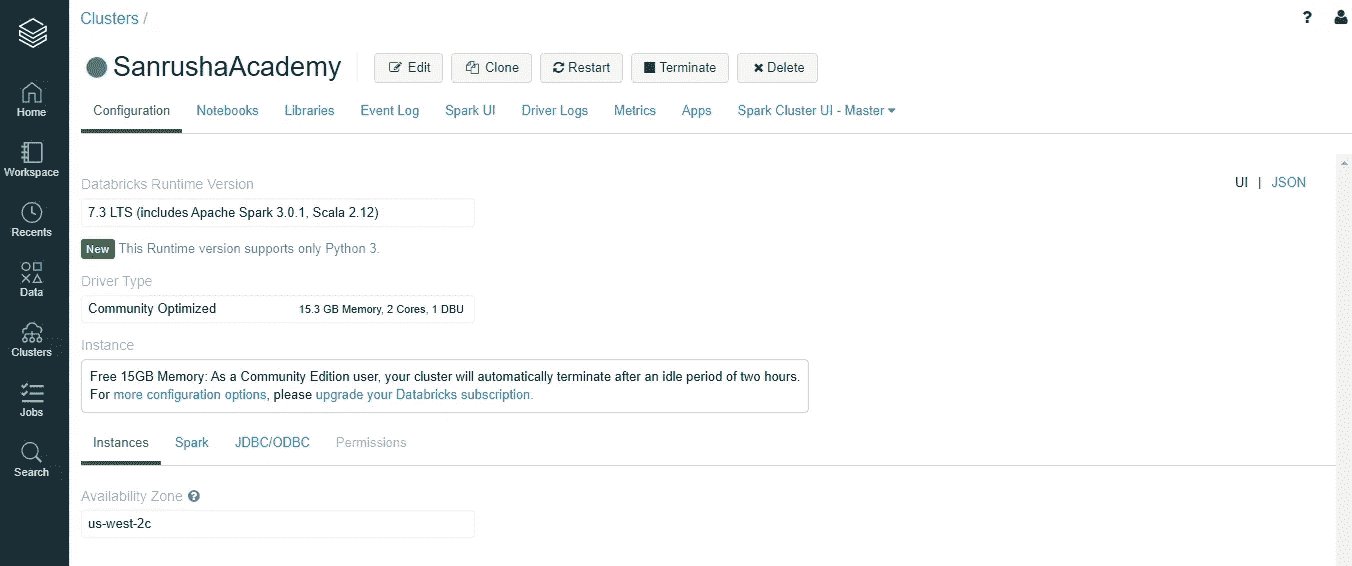 Clusters /
?
SanrushaAcademy
Edit
Clone
Restart
Terminate
Delete
Configuration
Notebooks
Libraries
Event Log
Spark UI
Driver Logs
Metrics
Apps
Spark Cluster UI - Master
Home
Workspace
Recents
Data
Clusters
Jobs
Search
UI | JSON
Databricks Runtime Version
7.3 LTS (includes Apache Spark 3.0.1, Scala 2.12)
New This Runtime version supports only Python 3.
Driver Type
Community Optimized 15.3 GB Memory, 2 Cores, 1 DBU
Instance
Free 15GB Memory: As a Community Edition user, your cluster will automatically terminate after an idle period of two hours.
For more configuration options, please upgrade your Databricks subscription.
Instances
Spark
JDBC/ODBC
Permissions
Availability Zone ?
us-west-2c